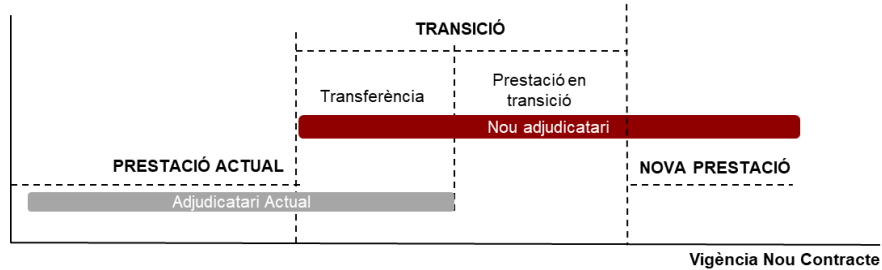 TRANSICIÓ
Transferència
Prestació en
transició
Nou adjudicatari
PRESTACIÓ ACTUAL
NOVA PRESTACIÓ
Adjudicatari Actual
Vigència Nou Contracte